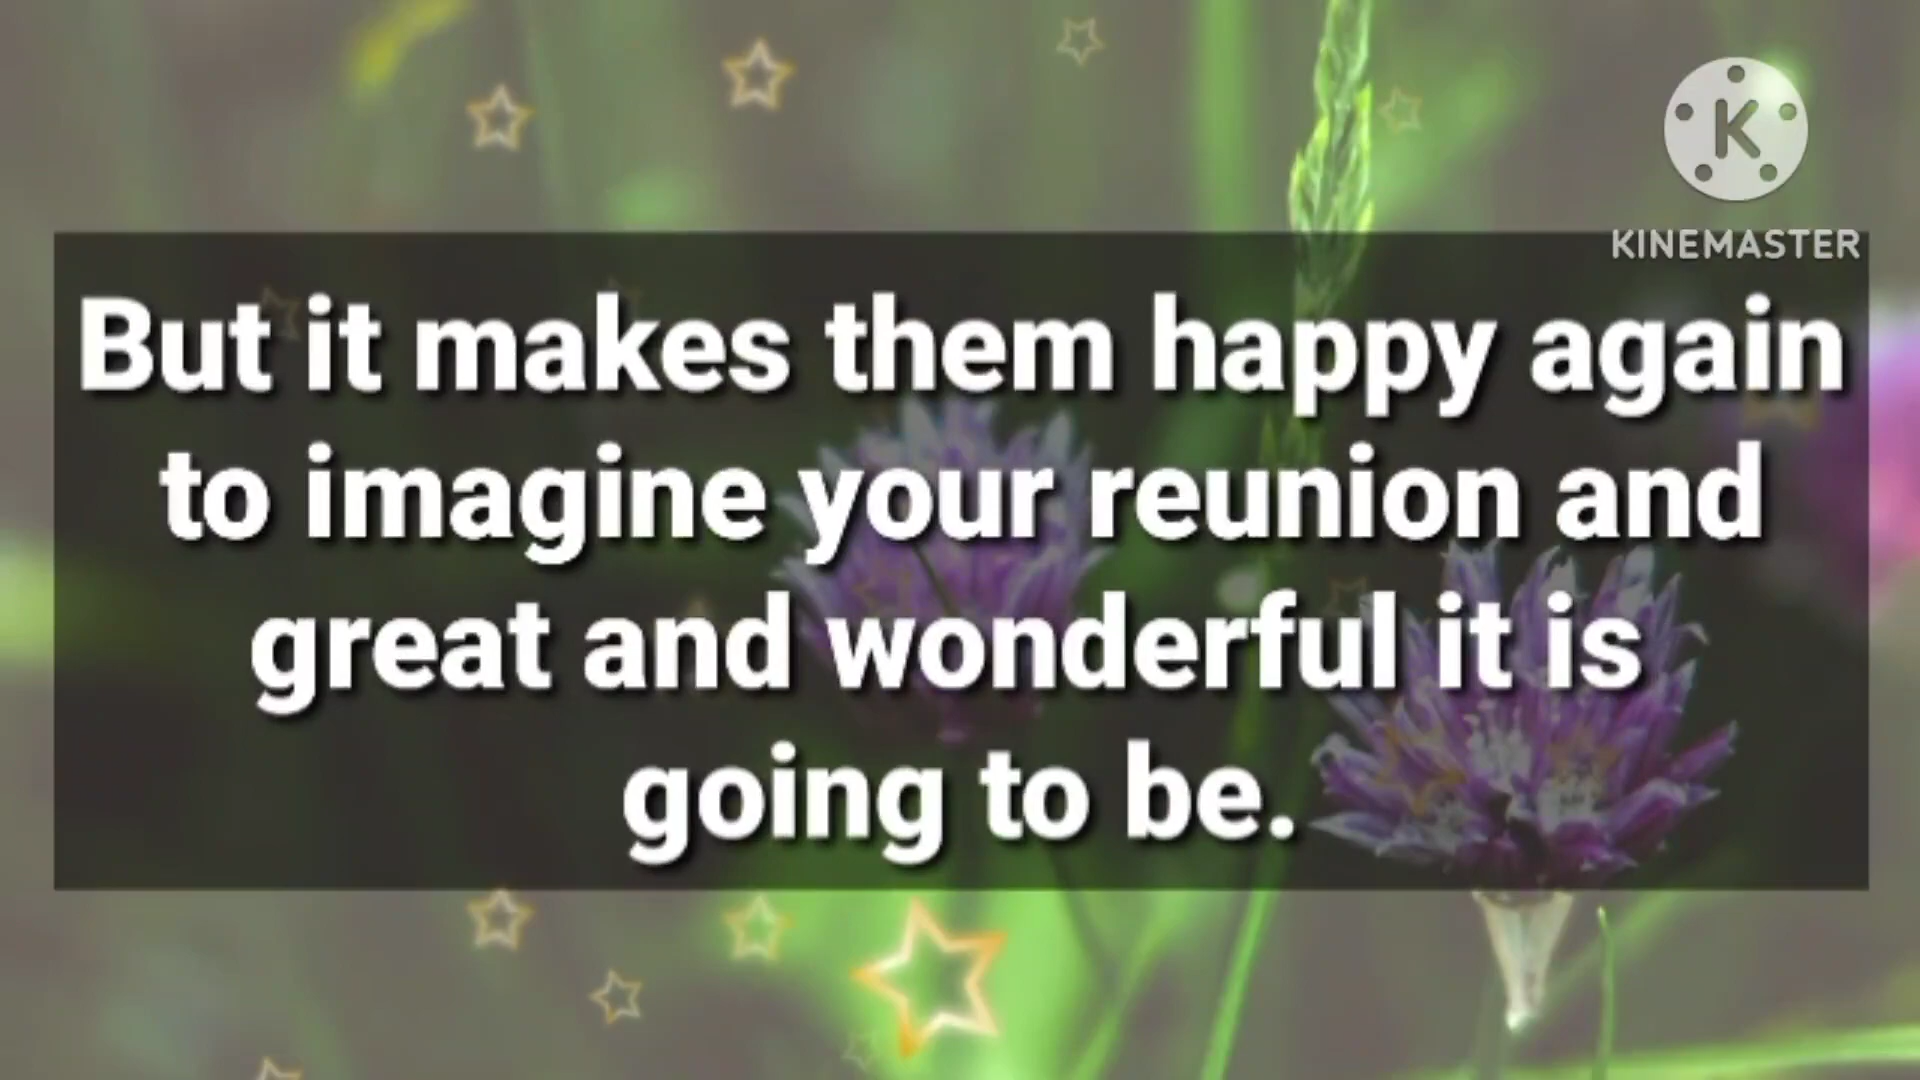 K
KINEMASTER
But it makes them happy again
to imagine your reunion and
great and wonderful it is
going to be.